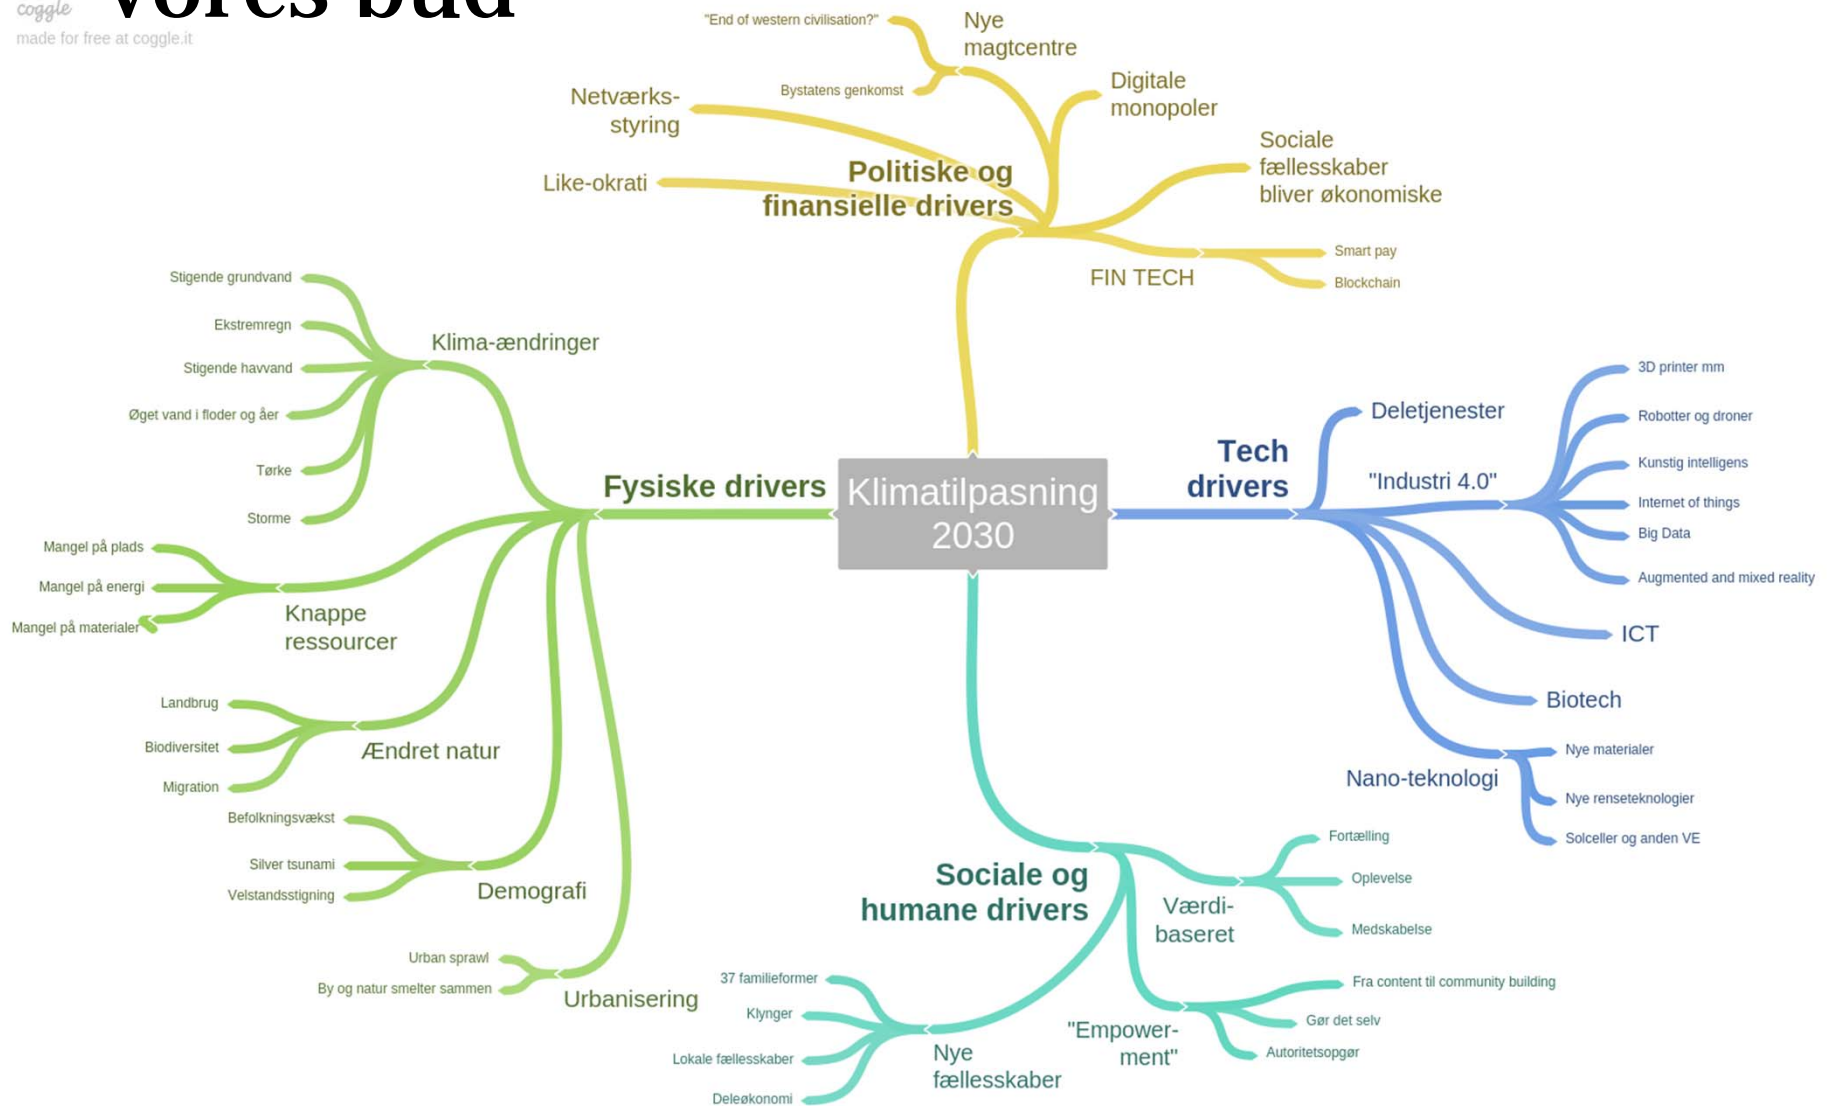 coggle
made for free at coggle.it
Vores bud
"End of western civilisation?"
Bystatens genkomst
Nye
magtcentre
Digitale
monopoler
Netværks-
styring
Like-okrati
Politiske og
finansielle drivers
Sociale
fællesskaber
bliver økonomiske
FIN TECH
Smart pay
Blockchain
Stigende grundvand
Ekstremregn
Stigende havvand
Øget vand i floder og åer
Tørke
Storme
Klima-ændringer
Fysiske drivers
Klimatilpasning
2030
Tech
drivers
Deletjenester
"Industri 4.0"
3D printer mm
Robotter og droner
Kunstig intelligens
Internet of things
Big Data
Augmented and mixed reality
ICT
Biotech
Nano-teknologi
Nye materialer
Nye renseteknologier
Solceller og anden VE
Mangel på plads
Mangel på energi
Mangel på materialer
Knappe
ressourcer
Landbrug
Biodiversitet
Migration
Ændret natur
Befolkningsvækst
Silver tsunami
Velstandsstigning
Demografi
Urban sprawl
By og natur smelter sammen
Urbanisering
Sociale og
humane drivers
Værdi-
baseret
Fortælling
Oplevelse
Medskabelse
"Empower-
ment"
Fra content til community building
Gør det selv
Autoritetsopgør
37 familieformer
Klynger
Lokale fællesskaber
Deleøkonomi
Nye
fællesskaber